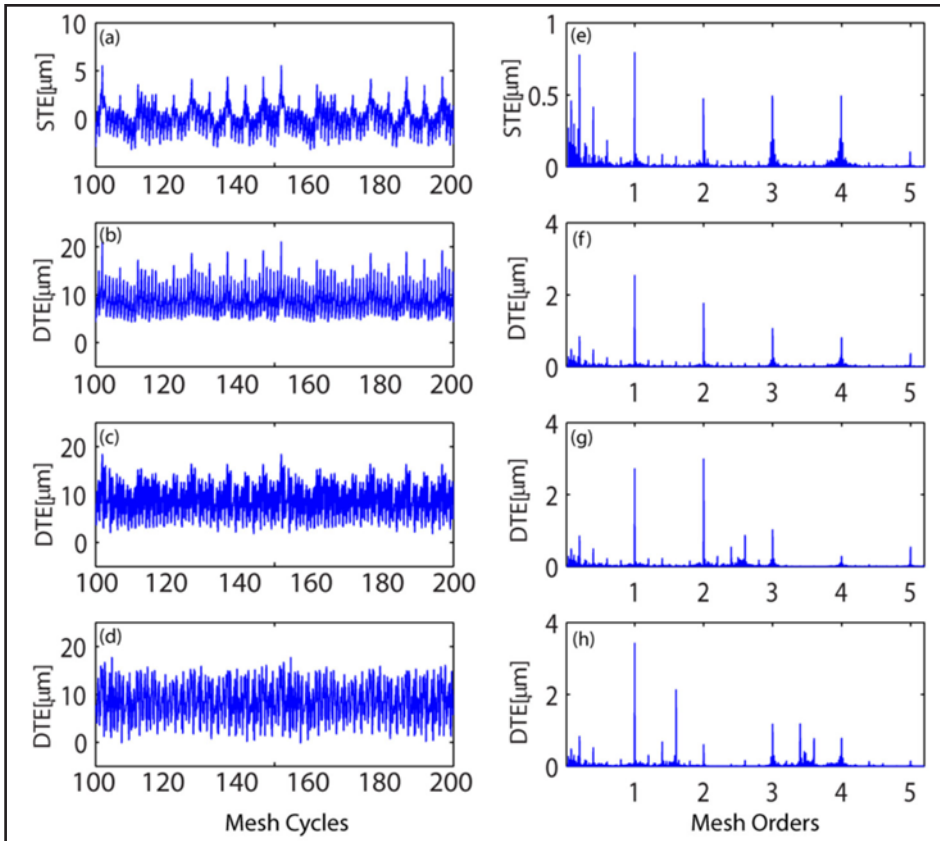 (a)
STE[μm]
10
5
0
100 120 140 160 180 200
(e)
STE[μm]
1
0.5
0
1 2 3 4 5
(b)
DTE[μm]
20
10
0
100 120 140 160 180 200
(f)
DTE[μm]
4
2
0
1 2 3 4 5
(c)
DTE[μm]
20
10
0
100 120 140 160 180 200
(g)
DTE[μm]
4
2
0
1 2 3 4 5
(d)
DTE[μm]
20
10
0
100 120 140 160 180 200
Mesh Cycles
(h)
DTE[μm]
4
2
0
1 2 3 4 5
Mesh Orders